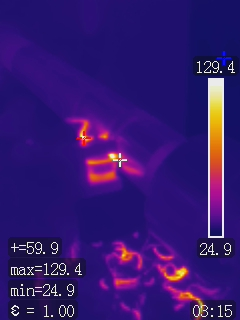 129.4
24.9
+=59.9
max=129.4
min=24.9
ε = 1.00
08:15